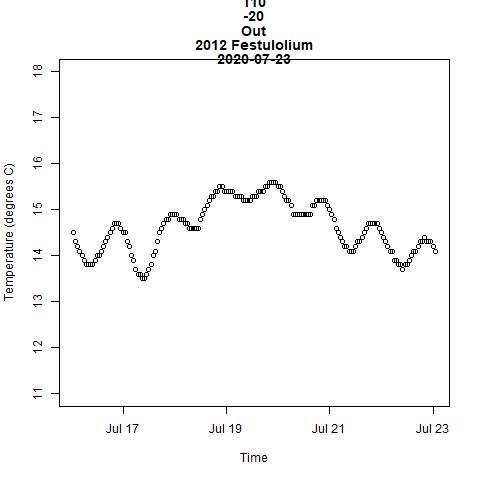 110
-20
Out
2012 Festulolium
2020-07-23
Temperature (degrees C)
18
17
16
15
14
13
12
11
Jul 17
Jul 19
Jul 21
Jul 23
Time